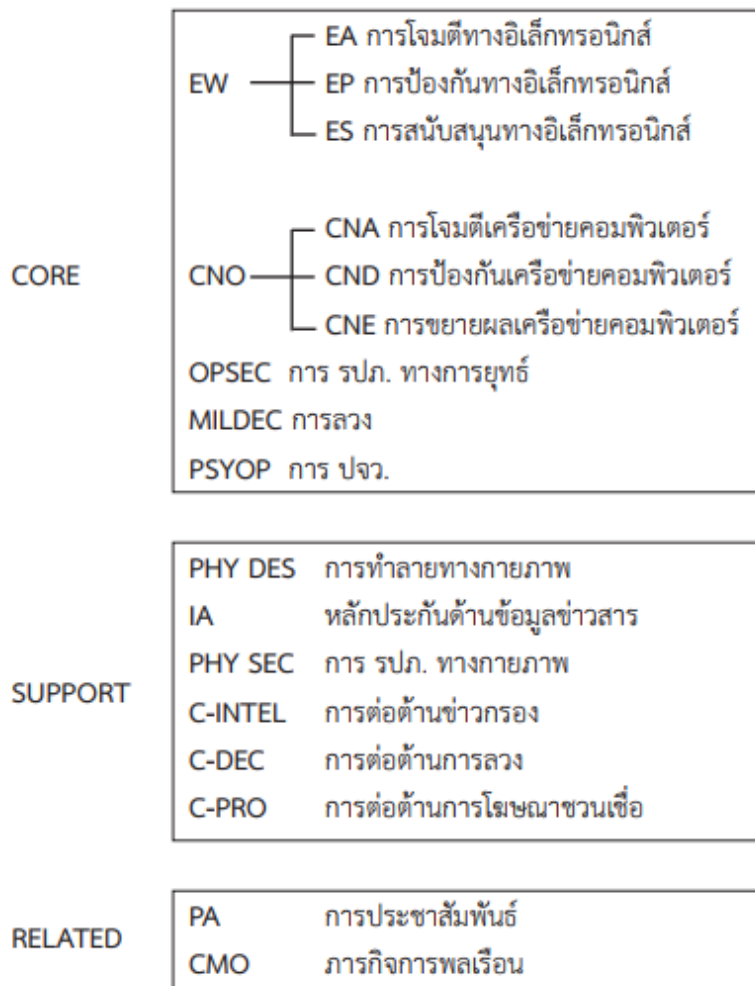 EA การโจมตีทางอิเล็กทรอนิกส์
EW EP การป้องกันทางอิเล็กทรอนิกส์
ES การสนับสนุนทางอิเล็กทรอนิกส์
CNA การโจมตีเครือข่ายคอมพิวเตอร์
CORE CNO CND การป้องกันเครือข่ายคอมพิวเตอร์
CNE การขยายผลเครือข่ายคอมพิวเตอร์
OPSEC การ รปภ. ทางการยุทธ์
MILDEC การลวง
PSYOP การ ปจว.
PHY DES การทำลายทางกายภาพ
IA หลักประกันด้านข้อมูลข่าวสาร
PHY SEC การ รปภ. ทางกายภาพ
SUPPORT
C-INTEL การต่อต้านข่าวกรอง
C-DEC การต่อต้านการลวง
C-PRO การต่อต้านการโฆษณาชวนเชื่อ
PA การประชาสัมพันธ์
RELATED
CMO ภารกิจการพลเรือน